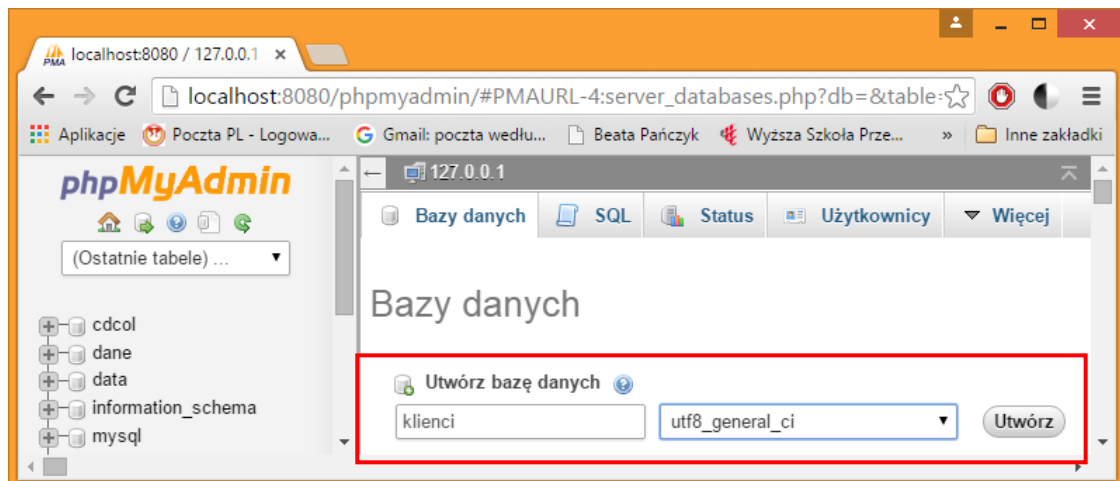 PMA localhost:8080 / 127.0.0.1
localhost:8080/phpmyadmin/#PMAURL-4:server_databases.php?db=&table=
Aplikacje Poczta PL - Logowa... Gmail: poczta wedłu... Beata Pańczyk Wyższa Szkoła Prze... » Inne zakładki
phpMyAdmin
(Ostatnie tabele) ...
cdcol
dane
data
information_schema
mysql
127.0.0.1
Bazy danych SQL Status Użytkownicy Więcej
Bazy danych
Utwórz bazę danych
klienci utf8_general_ci Utwórz